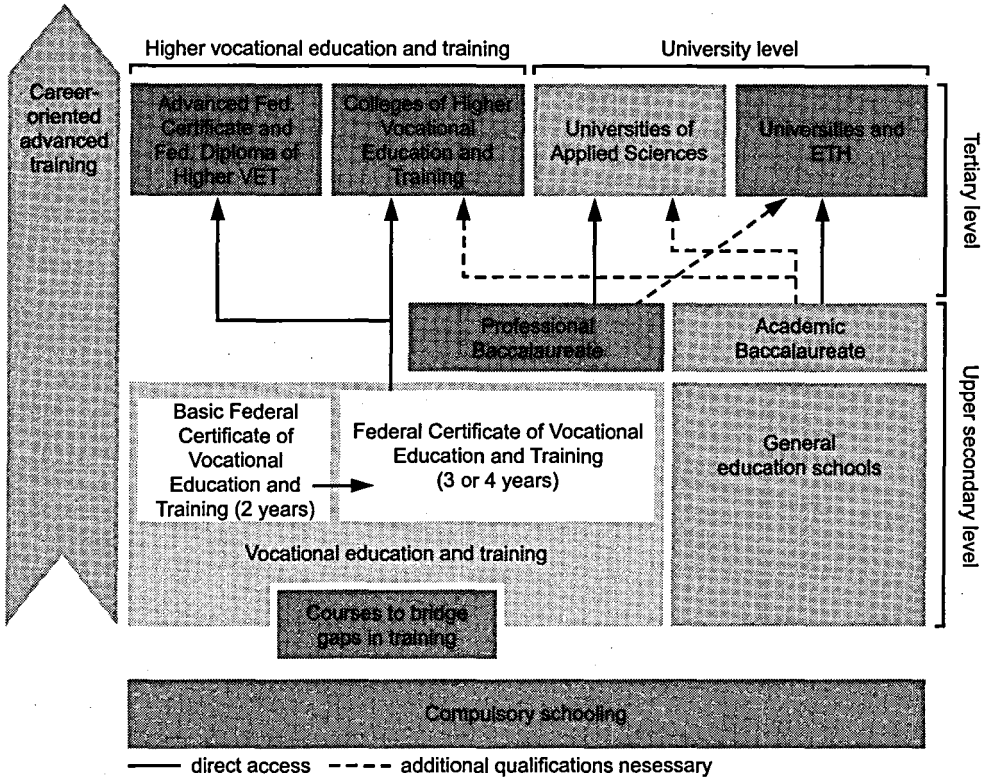 Higher vocational education and training
University level
Career-
oriented
advanced
training
Advanced Fed.
Certificate and
Fed. Diploma of
Higher VET
Colleges of Higher
Vocational
Education and
Training
Universities of
Applied Sciences
Universities and
ETH
Tertiary level
Professional
Baccalaureate
Academic
Baccalaureate
Upper secondary level
Basic Federal
Certificate of
Vocational
Education and
Training (2 years)
Federal Certificate of Vocational
Education and Training
(3 or 4 years)
General
education schools
Vocational education and training
Courses to bridge
gaps in training
Compulsory schooling
direct access
additional qualifications nesessary